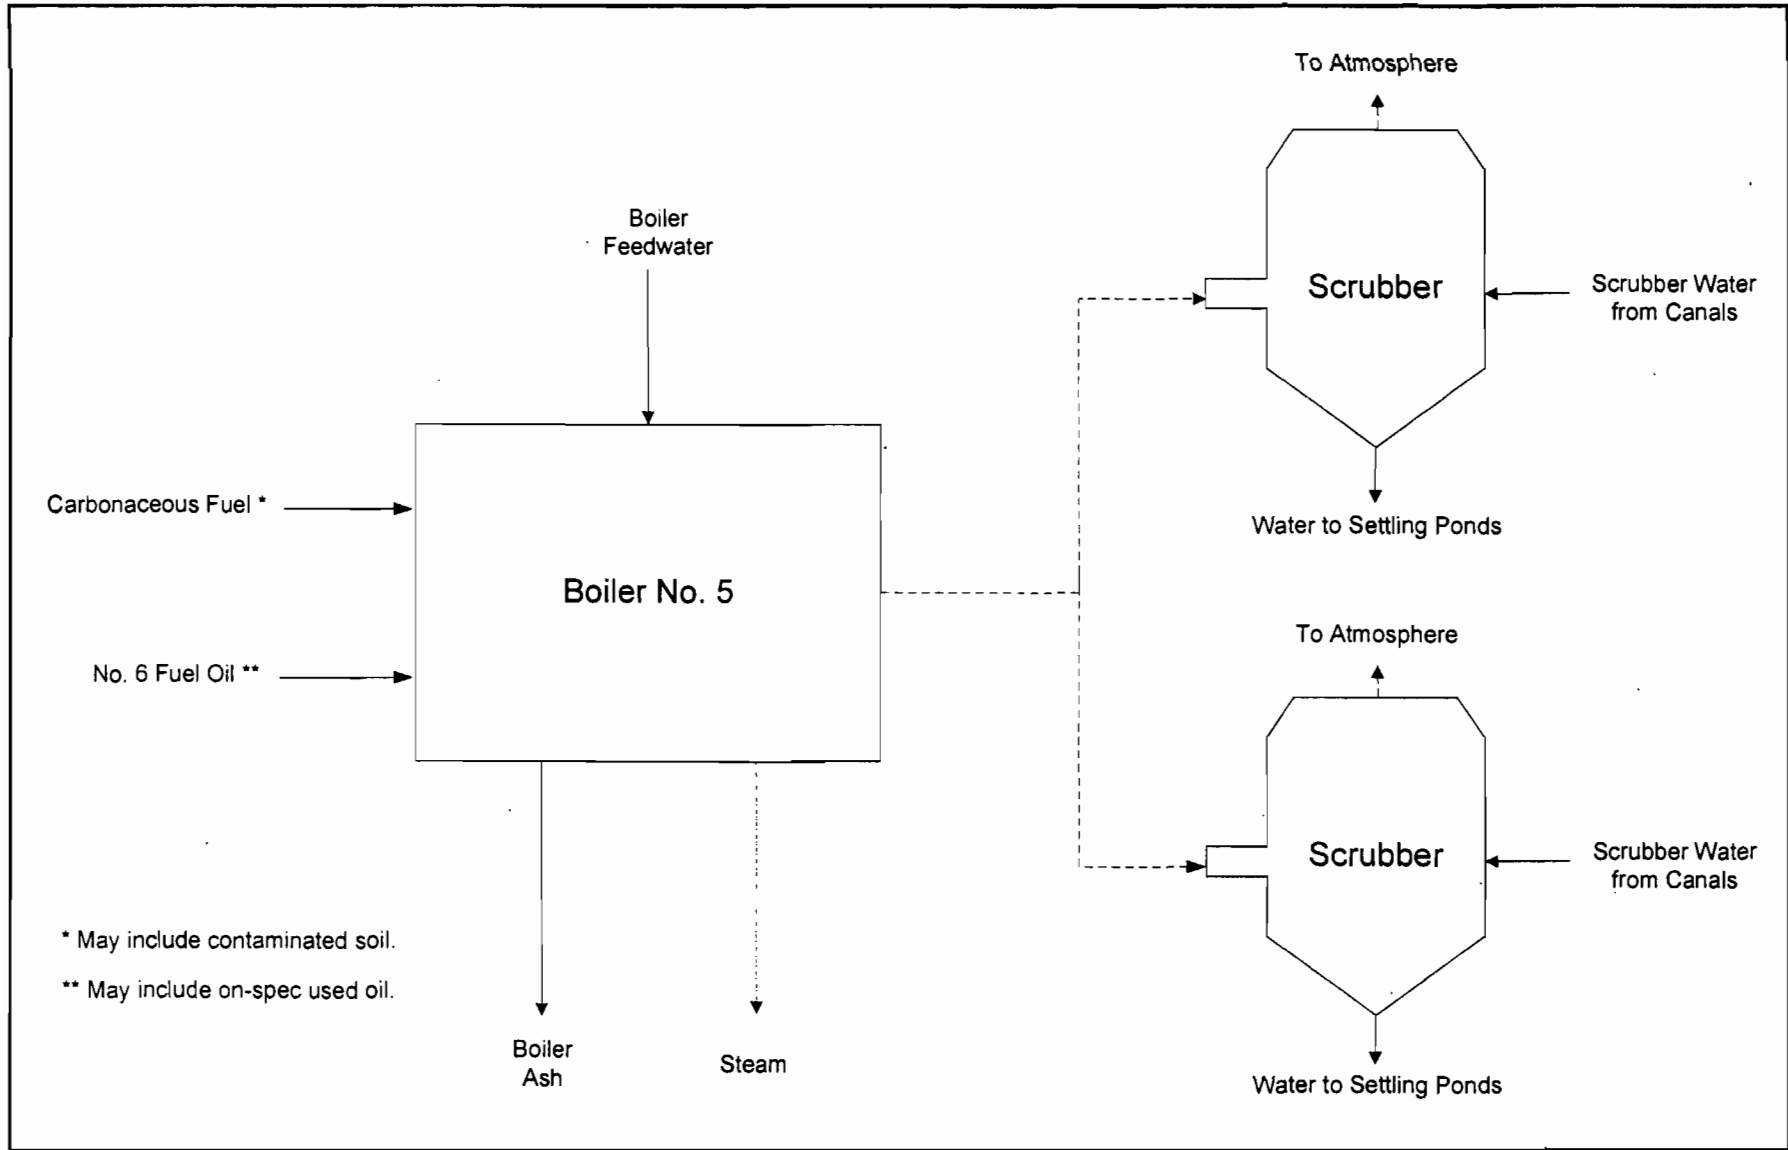 To Atmosphere
Boiler
Feedwater
Scrubber
Scrubber Water
from Canals
Carbonaceous Fuel *
Water to Settling Ponds
Boiler No. 5
To Atmosphere
No. 6 Fuel Oil **
Scrubber
Scrubber Water
from Canals
* May include contaminated soil.
** May include on-spec used oil.
Boiler
Ash
Steam
Water to Settling Ponds